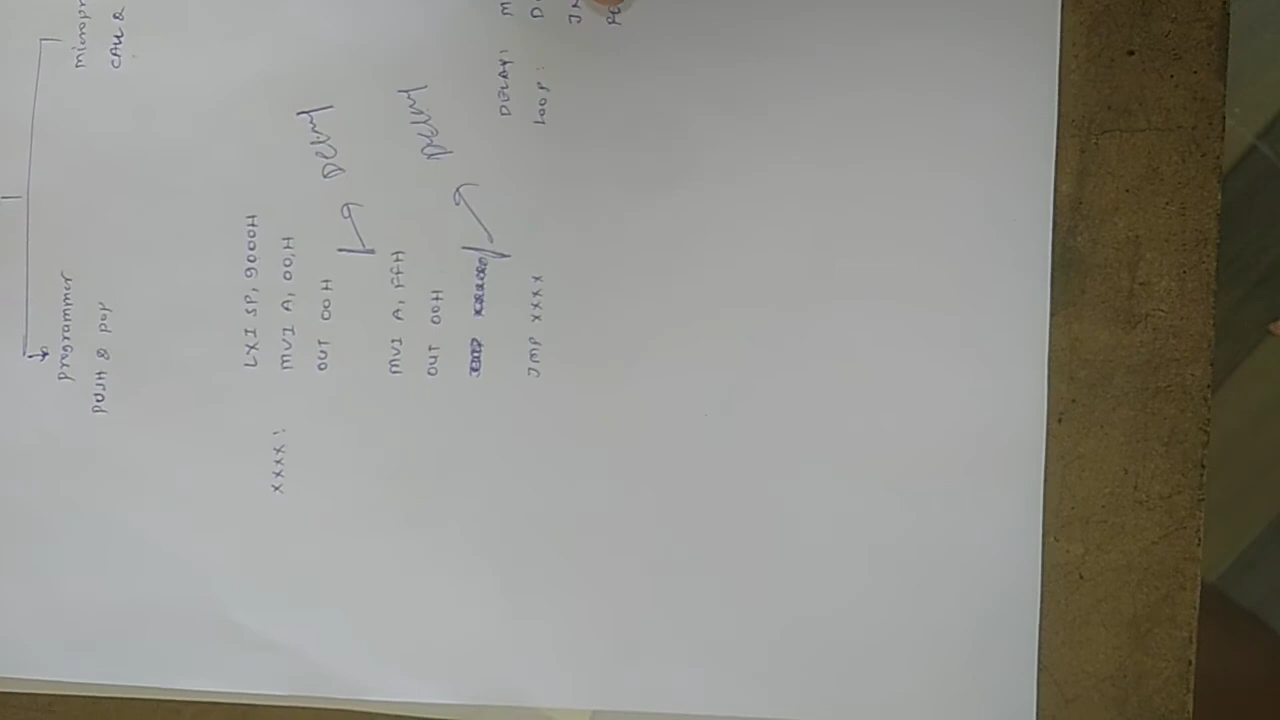 programmer
PUSH & POP
LXI SP, 9000H
XXXX: MVI A, 00H
OUT 00H
Delay
MVI A, FFH
OUT 00H
Delay
JMP XXXX
DELAY:
Loop: